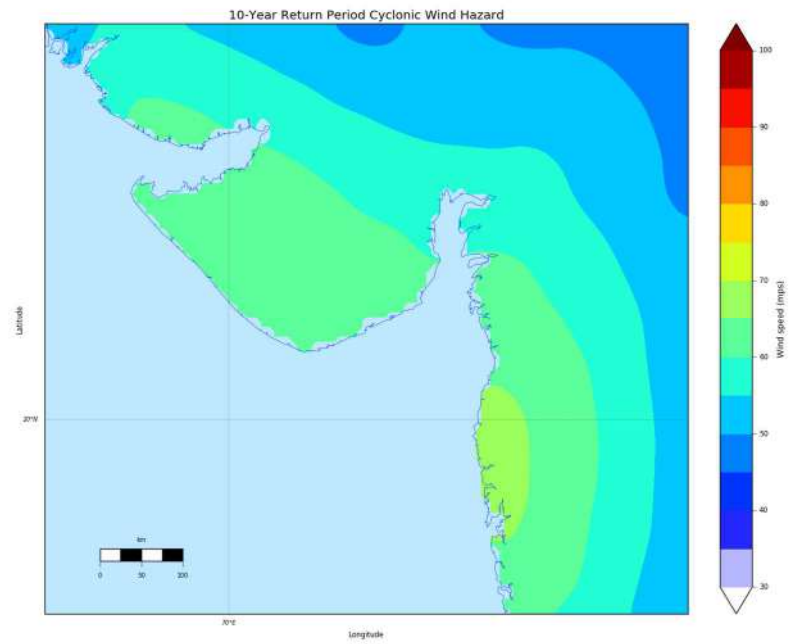 10-Year Return Period Cyclonic Wind Hazard
100
90
80
70
60
50
40
30
Wind speed (mps)
Latitude
20°N
km
0 50 100
70°E
Longitude